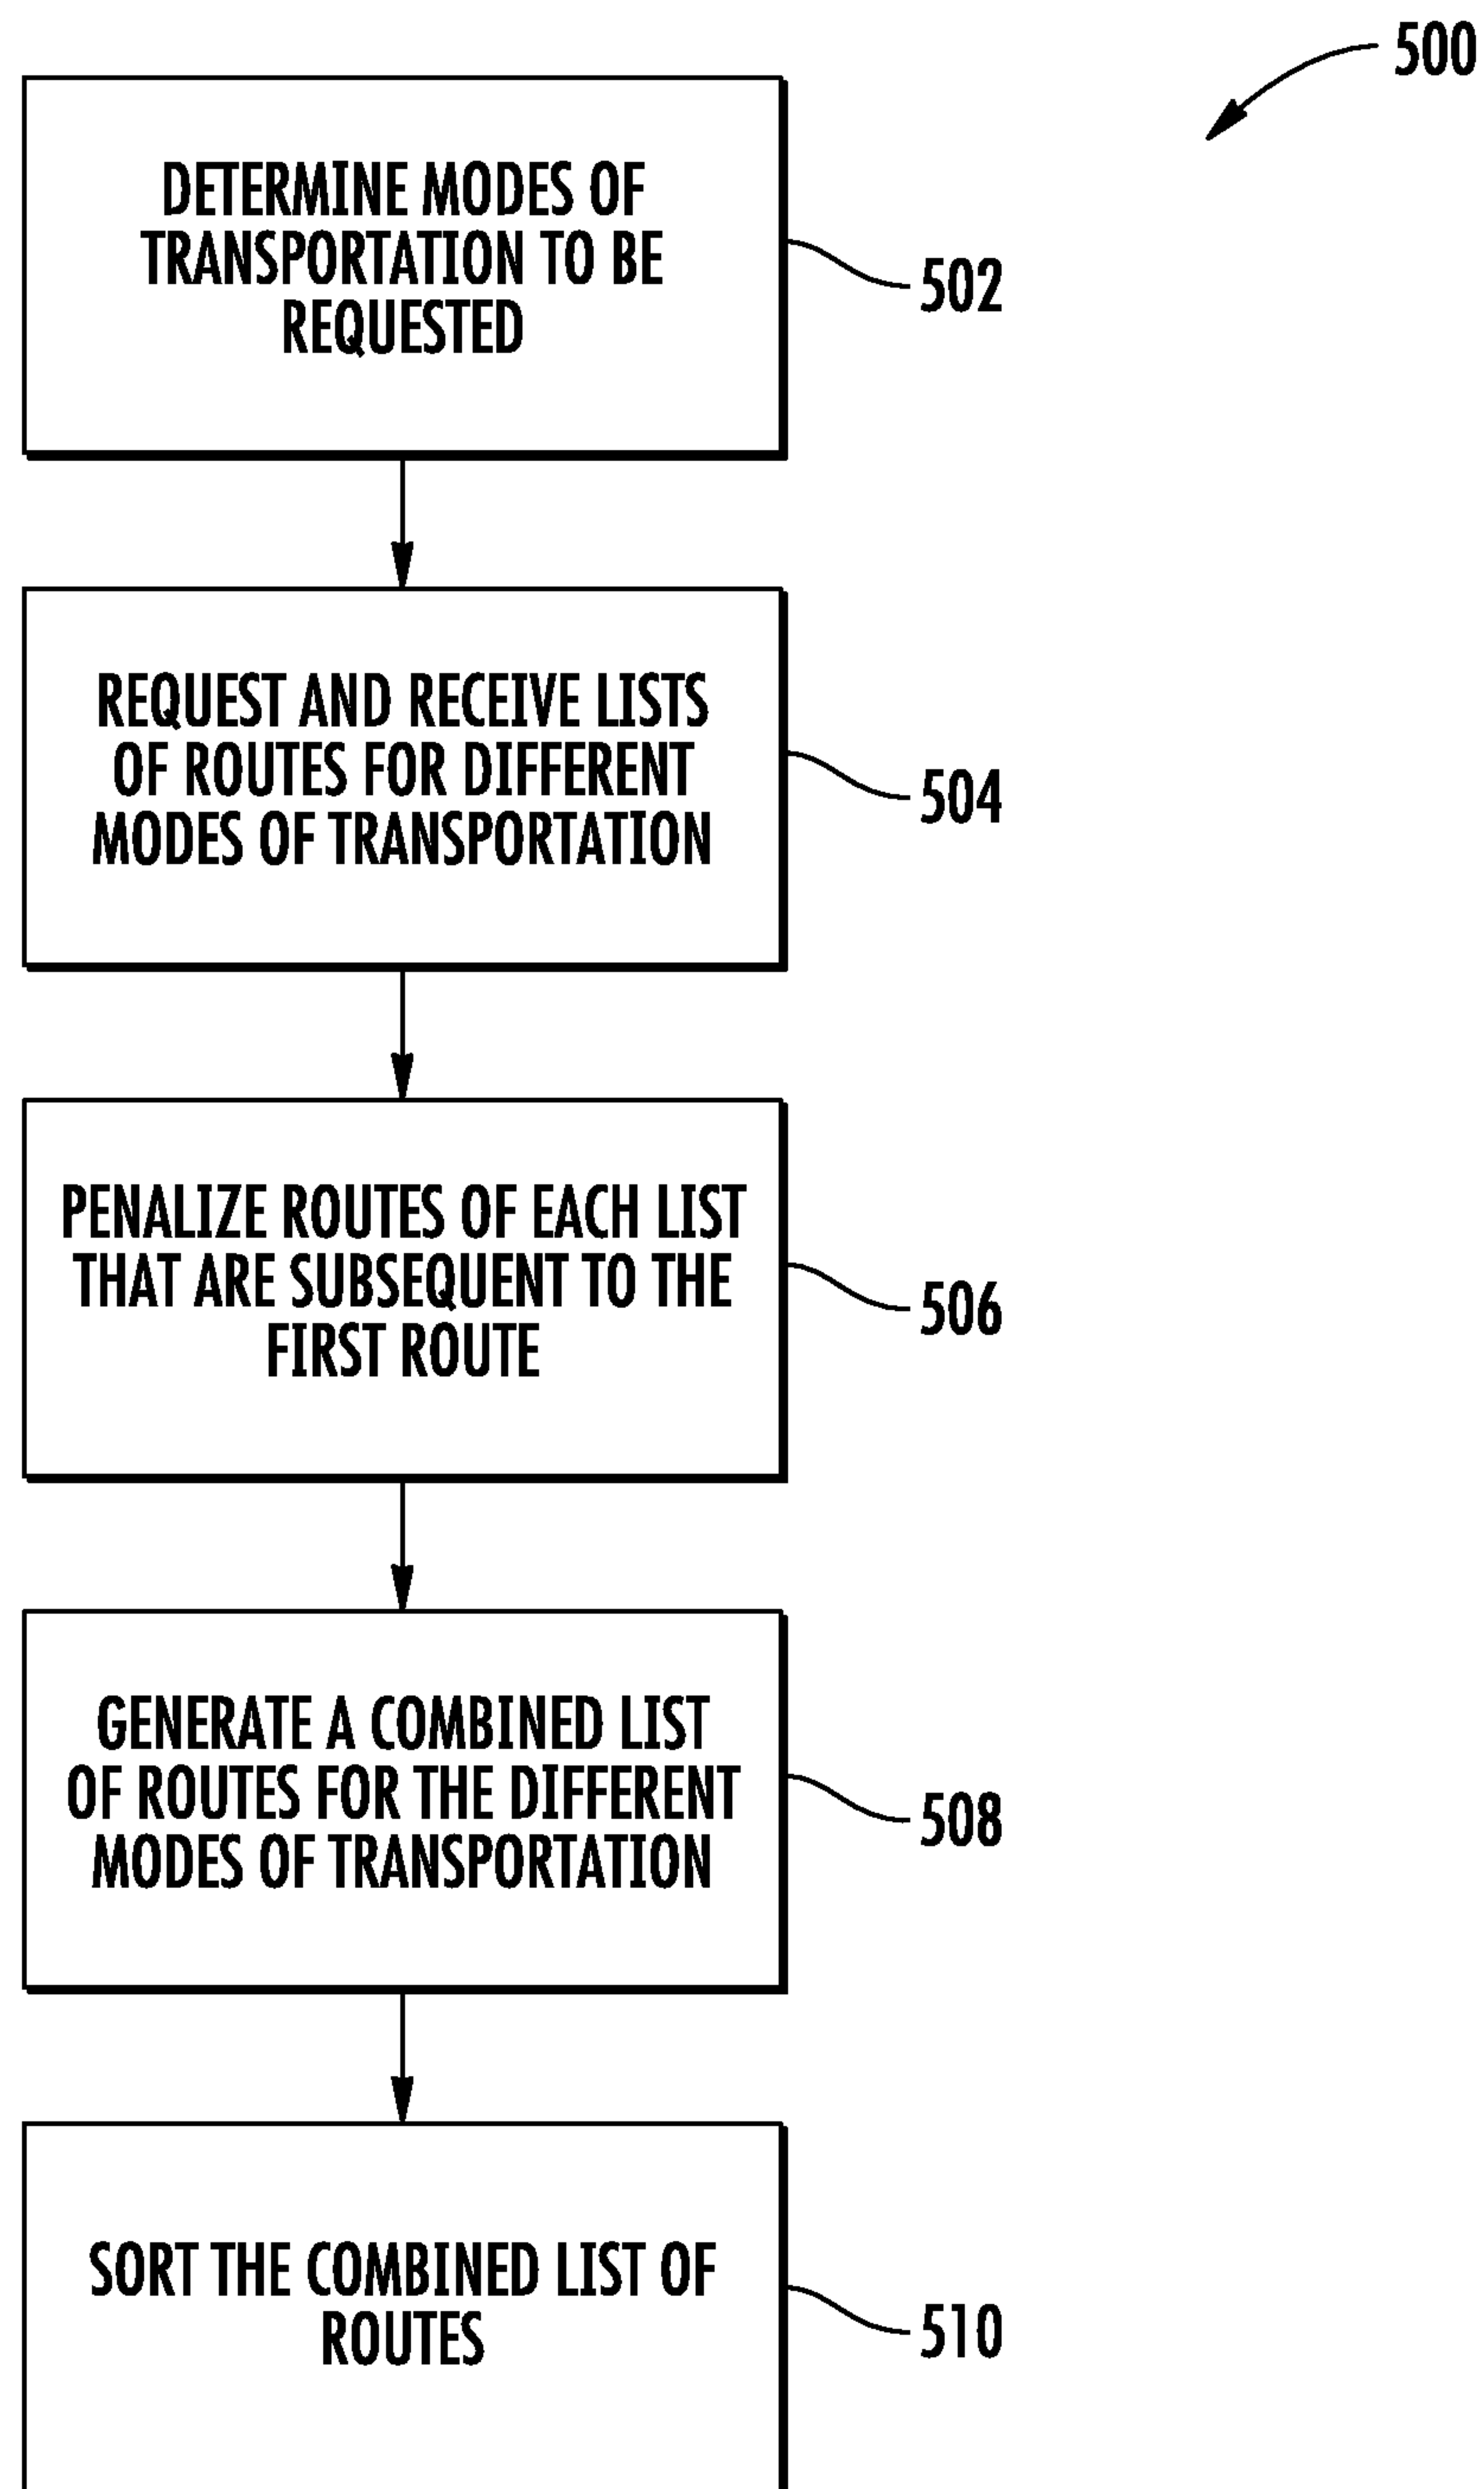 500
DETERMINE MODES OF
TRANSPORTATION TO BE
REQUESTED
502
REQUEST AND RECEIVE LISTS
OF ROUTES FOR DIFFERENT
MODES OF TRANSPORTATION
504
PENALIZE ROUTES OF EACH LIST
THAT ARE SUBSEQUENT TO THE
FIRST ROUTE
506
GENERATE A COMBINED LIST
OF ROUTES FOR THE DIFFERENT
MODES OF TRANSPORTATION
508
SORT THE COMBINED LIST OF
ROUTES
510